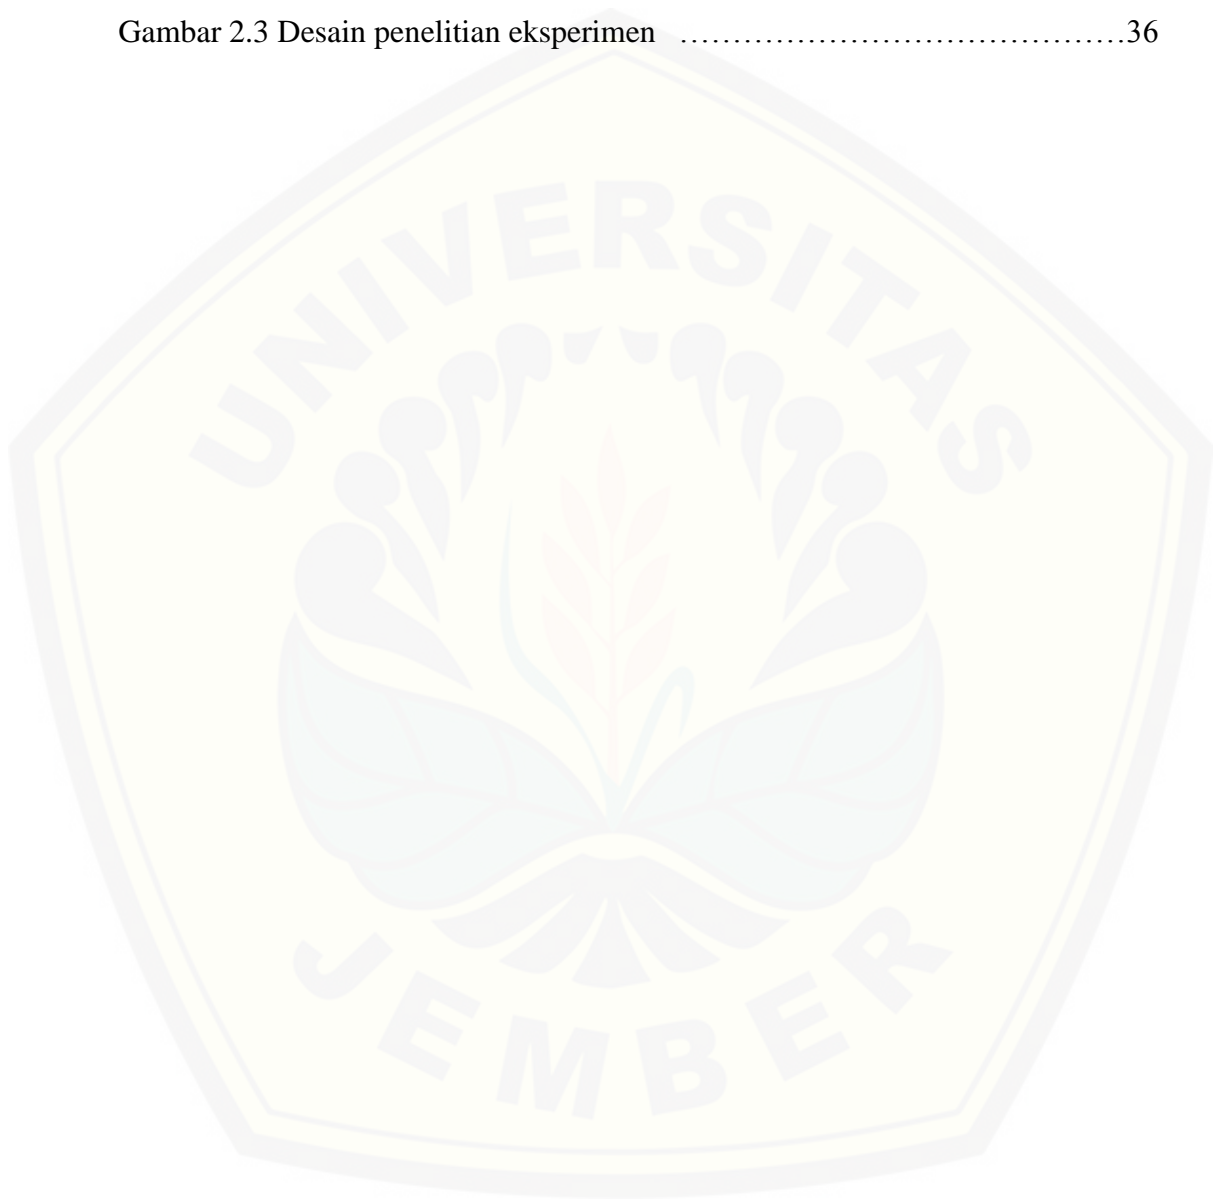 Gambar 2.3 Desain penelitian eksperimen ……………………………………36
UNIVERSITAS
JEMBER